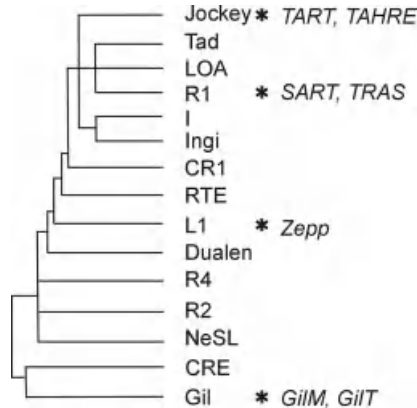 Jockey * TART, TAHRE
Tad
LOA
R1 * SART, TRAS
I
Ingi
CR1
RTE
L1 * Zepp
Dualen
R4
R2
NeSL
CRE
Gil * GilM, GilT